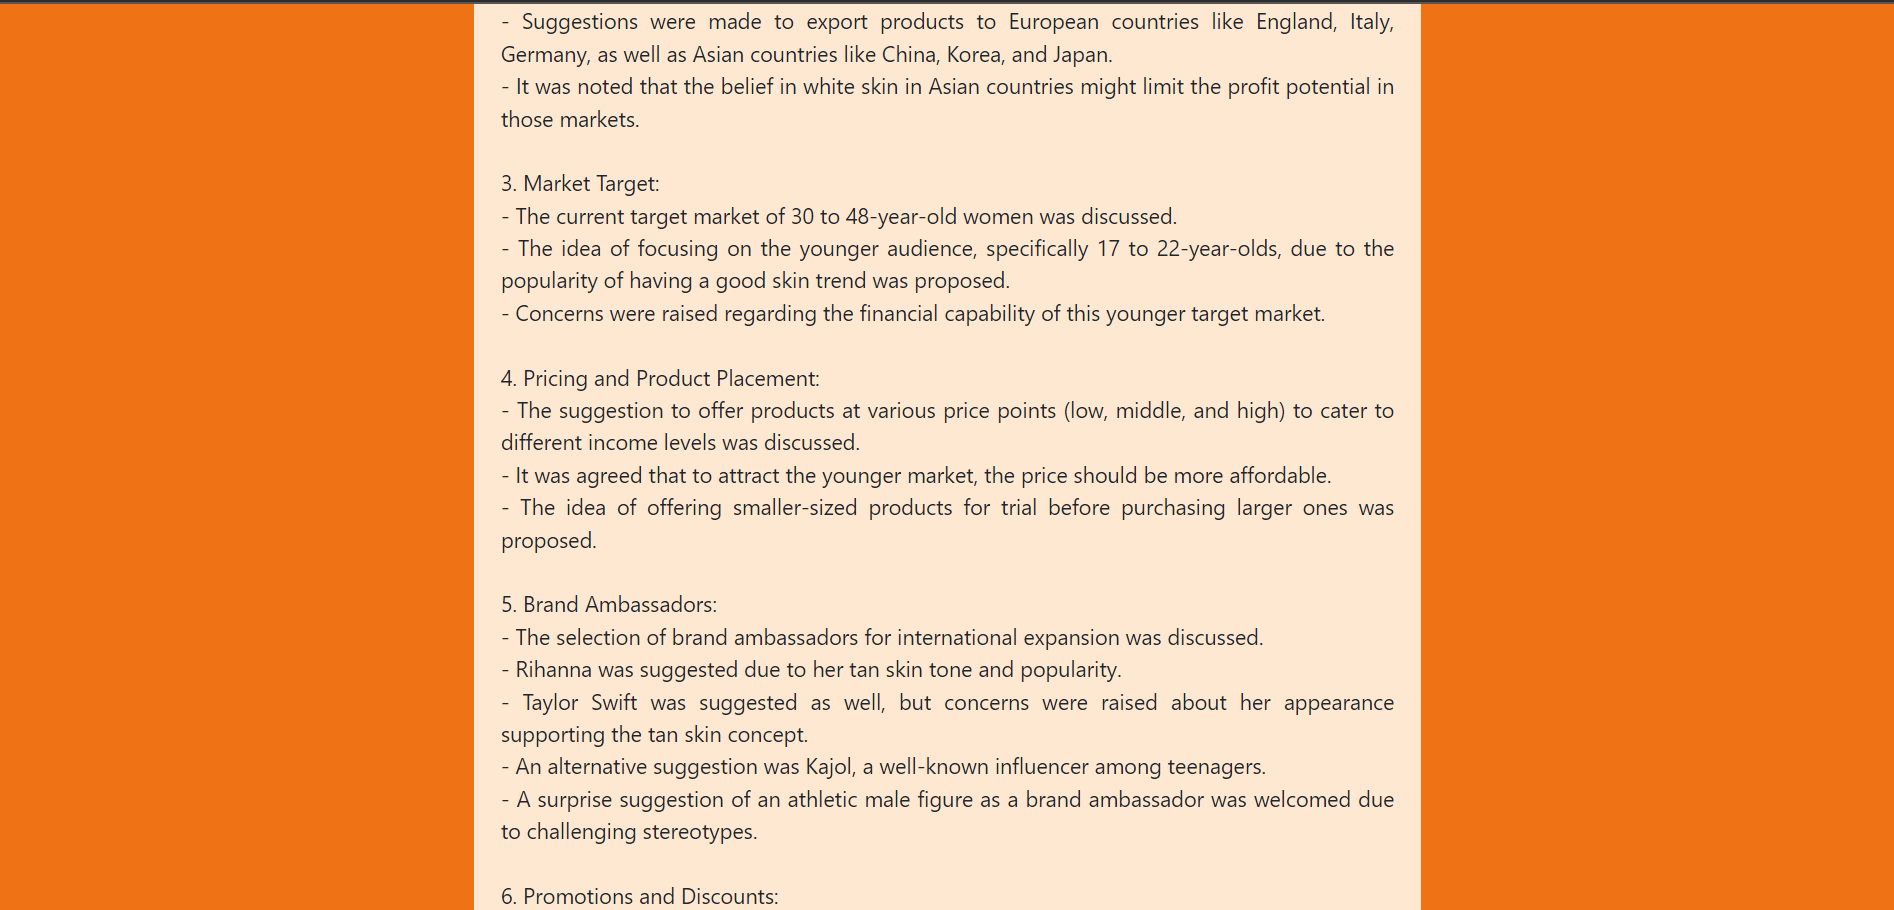 - Suggestions were made to export products to European countries like England, Italy,
Germany, as well as Asian countries like China, Korea, and Japan.
- It was noted that the belief in white skin in Asian countries might limit the profit potential in
those markets.
3. Market Target:
- The current target market of 30 to 48-year-old women was discussed.
- The idea of focusing on the younger audience, specifically 17 to 22-year-olds, due to the
popularity of having a good skin trend was proposed.
- Concerns were raised regarding the financial capability of this younger target market.
4. Pricing and Product Placement:
- The suggestion to offer products at various price points (low, middle, and high) to cater to
different income levels was discussed.
- It was agreed that to attract the younger market, the price should be more affordable.
- The idea of offering smaller-sized products for trial before purchasing larger ones was
proposed.
5. Brand Ambassadors:
- The selection of brand ambassadors for international expansion was discussed.
- Rihanna was suggested due to her tan skin tone and popularity.
- Taylor Swift was suggested as well, but concerns were raised about her appearance
supporting the tan skin concept.
- An alternative suggestion was Kajol, a well-known influencer among teenagers.
- A surprise suggestion of an athletic male figure as a brand ambassador was welcomed due
to challenging stereotypes.
6. Promotions and Discounts: